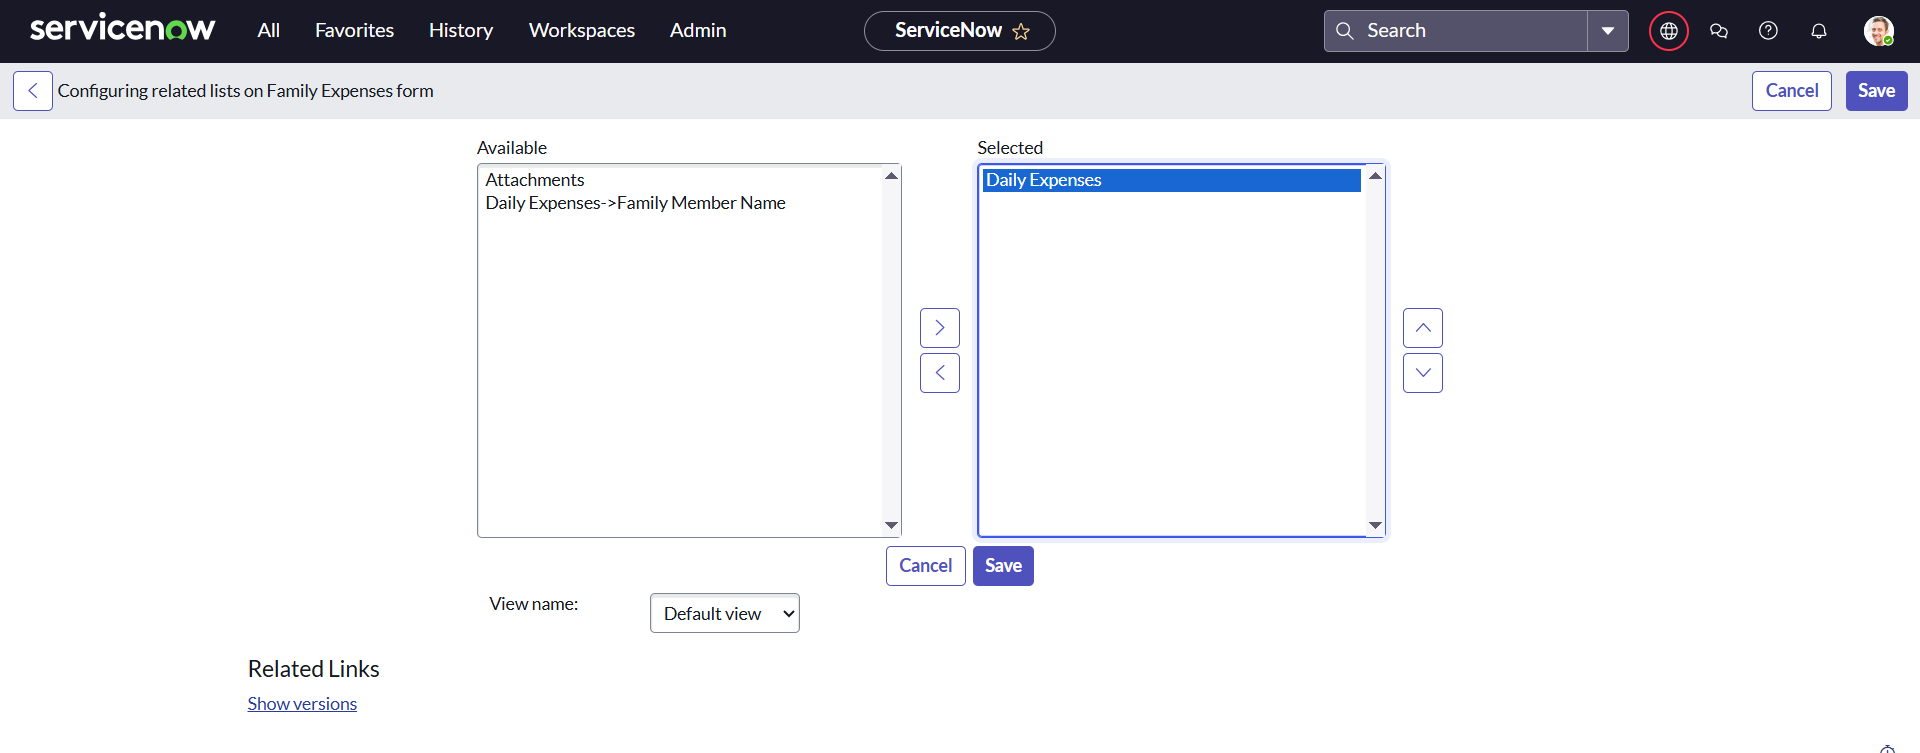 servicenow All Favorites History Workspaces Admin ServiceNow Search
Configuring related lists on Family Expenses form Cancel Save
Available Selected
Attachments
Daily Expenses->Family Member Name
Daily Expenses
Cancel Save
View name: Default view
Related Links
Show versions